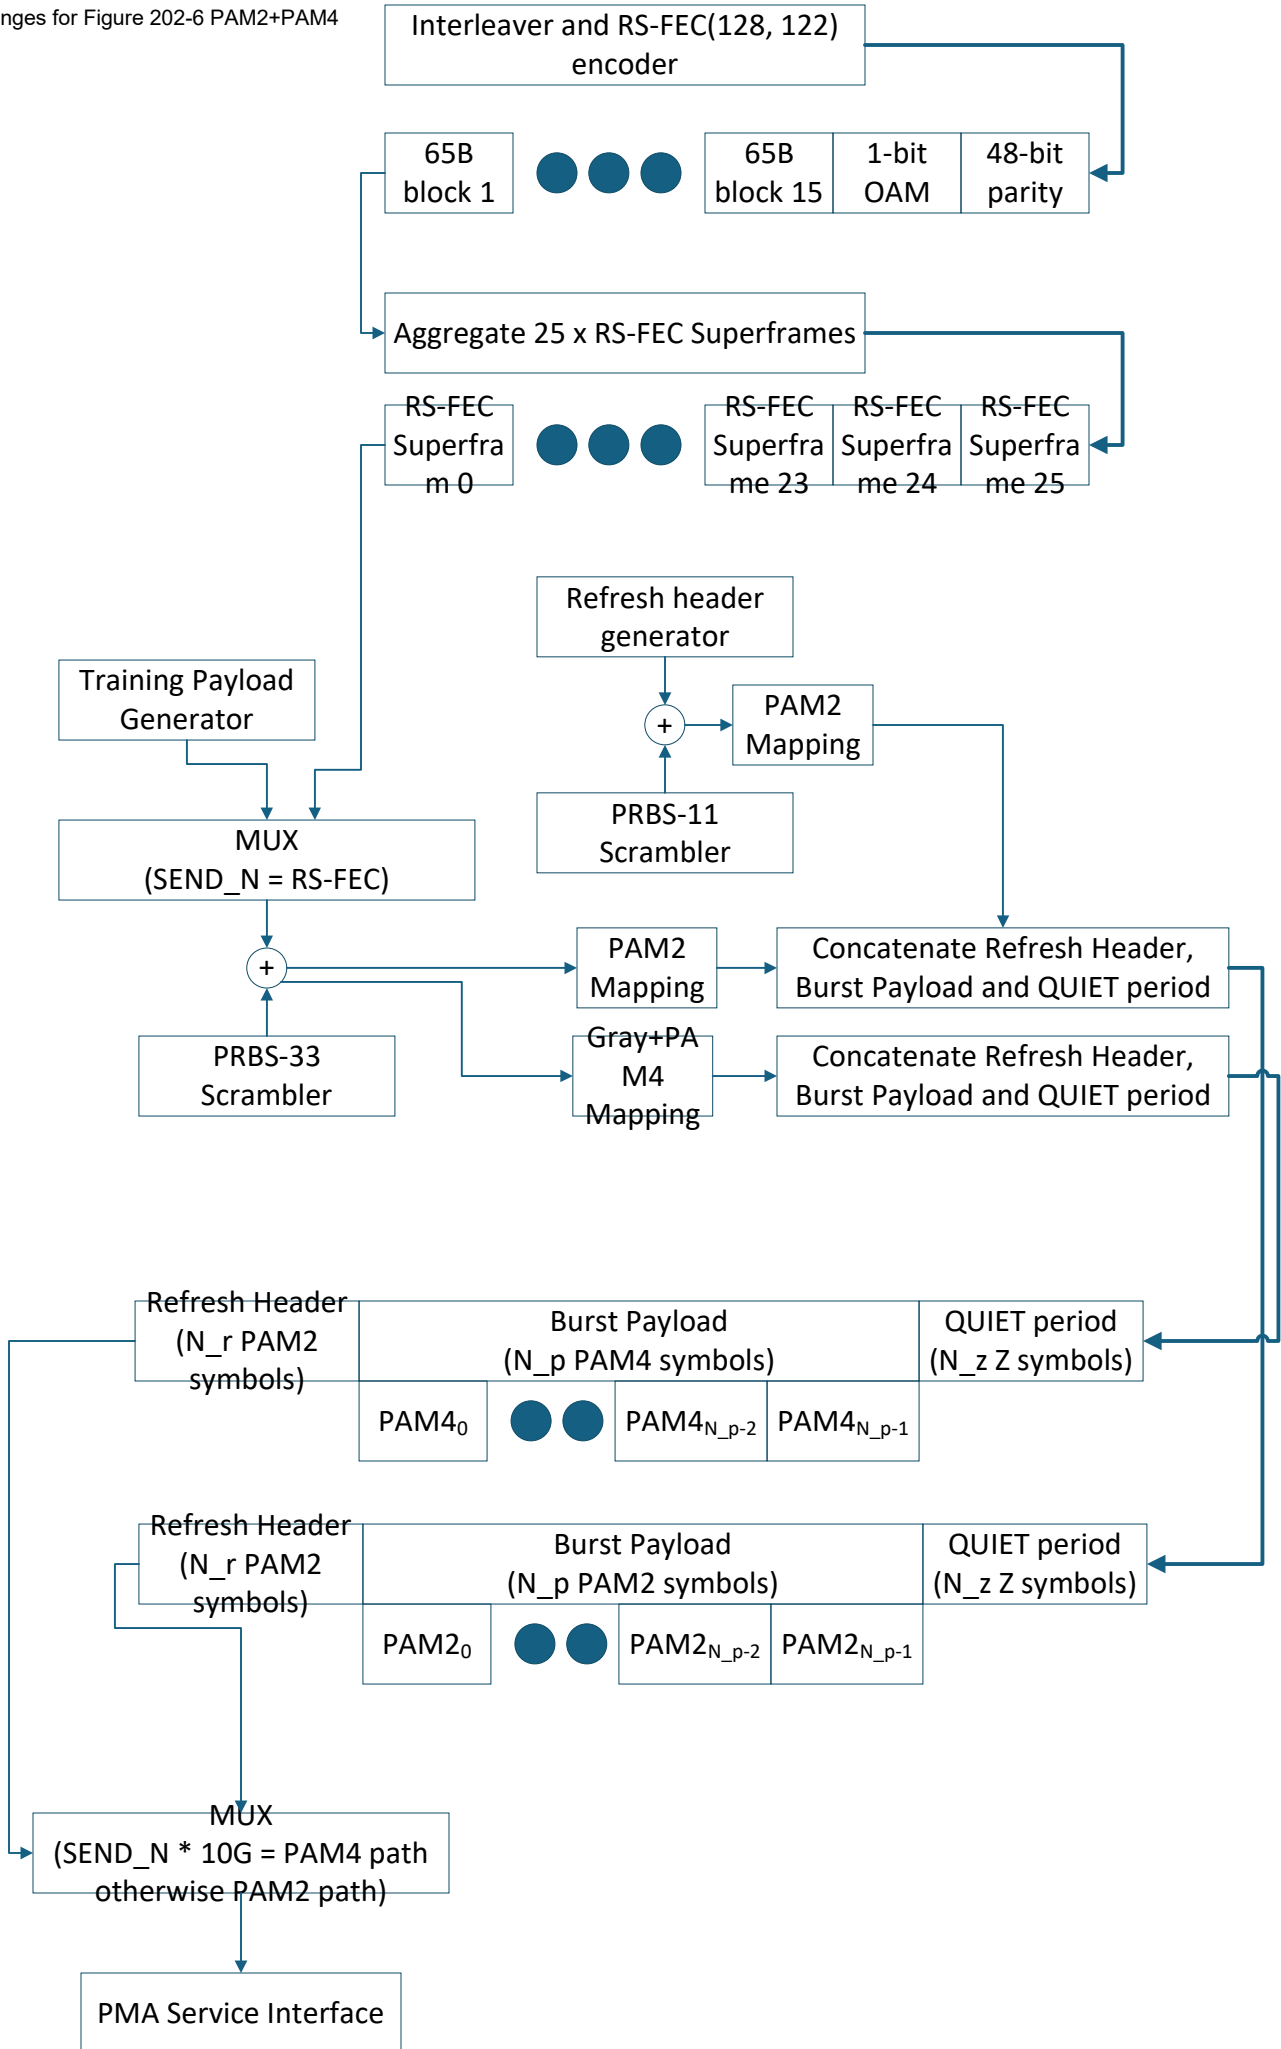 nges for Figure 202-6 PAM2+PAM4
Interleaver and RS-FEC(128, 122)
encoder
65B
block 1
65B
block 15
1-bit
OAM
48-bit
parity
Aggregate 25 x RS-FEC Superframes
RS-FEC
Superfra
m 0
RS-FEC
Superfra
me 23
RS-FEC
Superfra
me 24
RS-FEC
Superfra
me 25
Refresh header
generator
Training Payload
Generator
+
PAM2
Mapping
PRBS-11
Scrambler
MUX
(SEND_N = RS-FEC)
+
PAM2
Mapping
Concatenate Refresh Header,
Burst Payload and QUIET period
PRBS-33
Scrambler
Gray+PA
M4
Mapping
Concatenate Refresh Header,
Burst Payload and QUIET period
Refresh Header
(N_r PAM2
symbols)
Burst Payload
(N_p PAM4 symbols)
QUIET period
(N_z Z symbols)
PAM4₀
PAM4N_p-2
PAM4N_p-1
Refresh Header
(N_r PAM2
symbols)
Burst Payload
(N_p PAM2 symbols)
QUIET period
(N_z Z symbols)
PAM2₀
PAM2N_p-2
PAM2N_p-1
MUX
(SEND_N * 10G = PAM4 path
otherwise PAM2 path)
PMA Service Interface